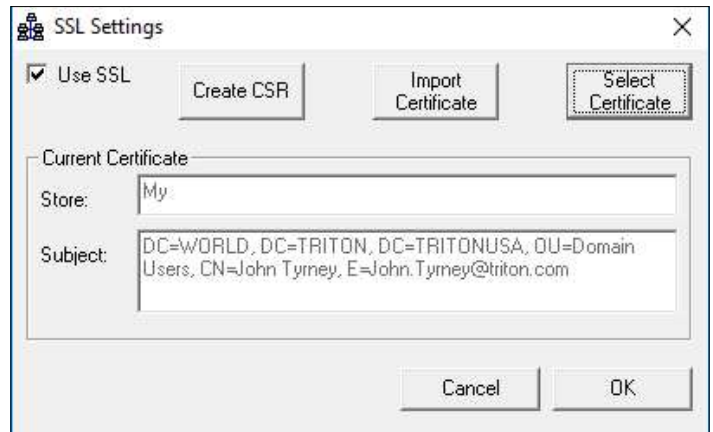 SSL Settings
Use SSL
Create CSR
Import
Certificate
Select
Certificate
Current Certificate
Store:
My
Subject:
DC=WORLD, DC=TRITON, DC=TRITONUSA, OU=Domain
Users, CN=John Tyrney, E=John.Tyrney@triton.com
Cancel
OK